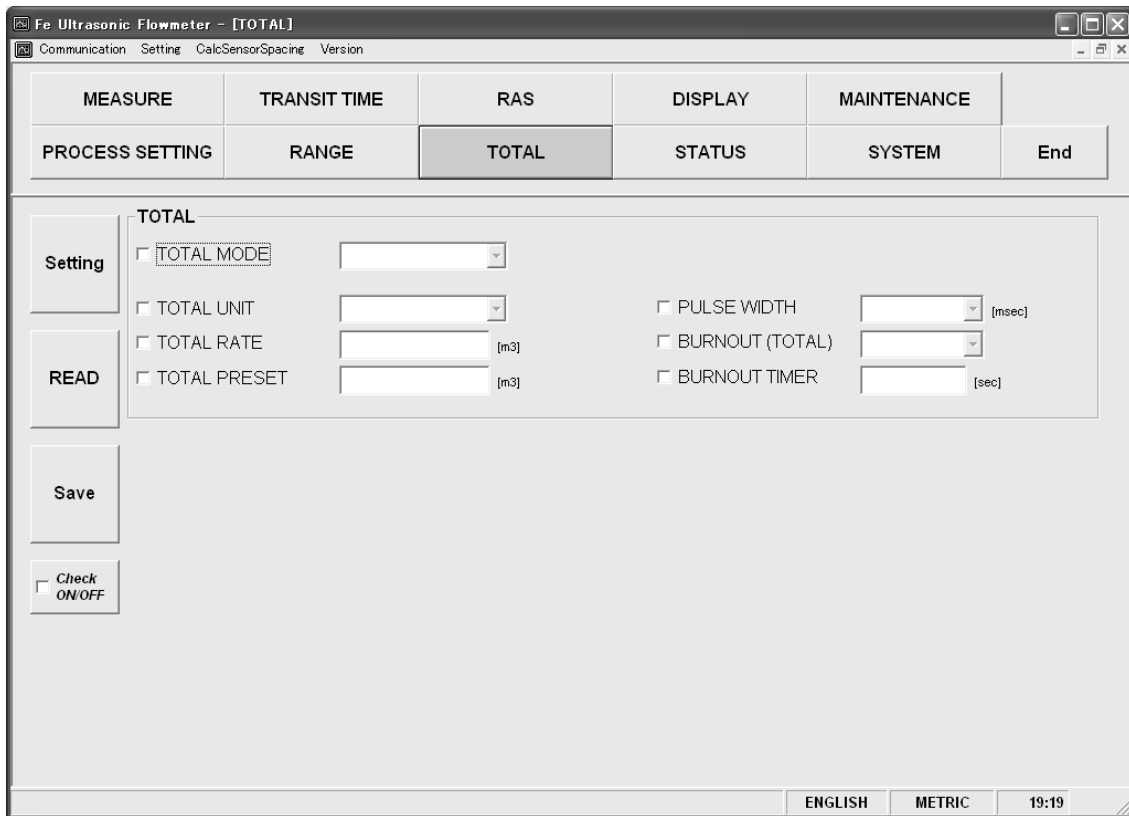 Fe Ultrasonic Flowmeter - [TOTAL]
Communication Setting CalcSensorSpacing Version
MEASURE TRANSIT TIME RAS DISPLAY MAINTENANCE
PROCESS SETTING RANGE TOTAL STATUS SYSTEM End
TOTAL
Setting
TOTAL MODE
TOTAL UNIT PULSE WIDTH [msec]
TOTAL RATE [m3] BURNOUT (TOTAL)
READ
TOTAL PRESET [m3] BURNOUT TIMER [sec]
Save
Check
ON/OFF
ENGLISH METRIC 19:19